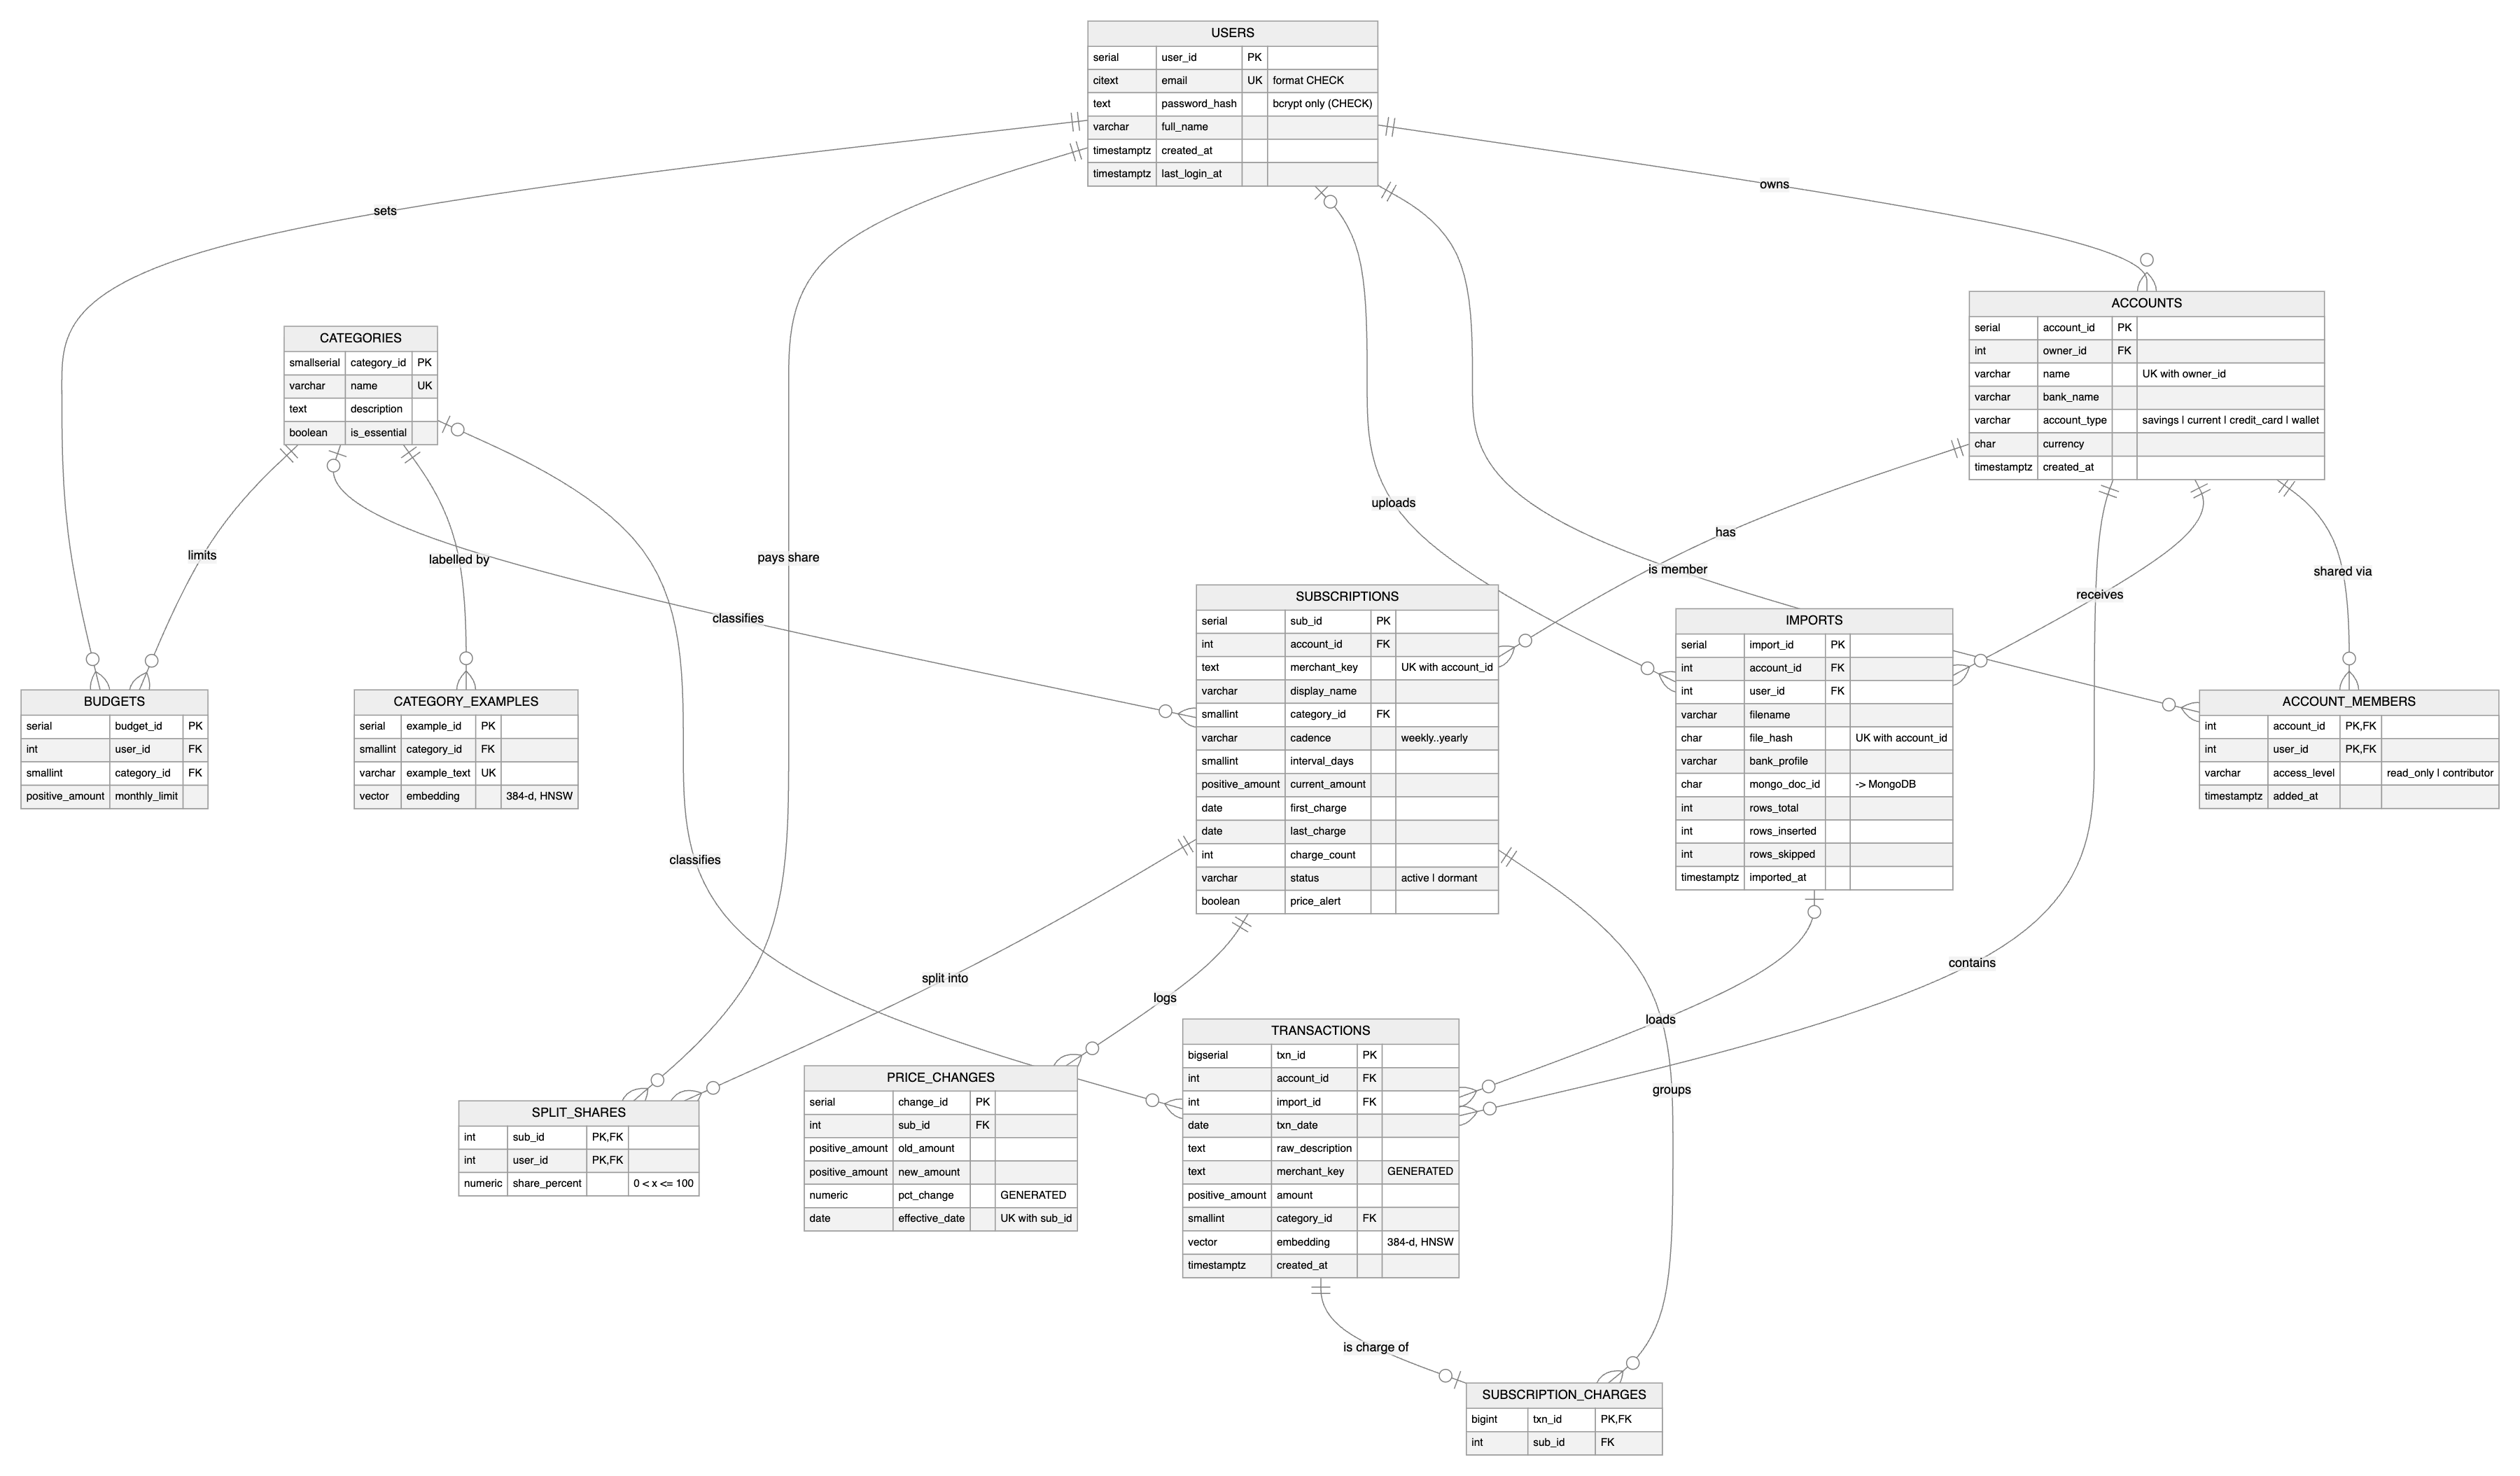 USERS
serial user_id PK
citext email UK format CHECK
text password_hash bcrypt only (CHECK)
varchar full_name
timestamptz created_at
timestamptz last_login_at
owns
sets
ACCOUNTS
serial account_id PK
int owner_id FK
varchar name UK with owner_id
varchar bank_name
varchar account_type savings | current | credit_card | wallet
char currency
timestamptz created_at
CATEGORIES
smallserial category_id PK
varchar name UK
text description
boolean is_essential
uploads
has
limits
labelled by
pays share
is member
shared via
receives
classifies
SUBSCRIPTIONS
serial sub_id PK
int account_id FK
text merchant_key UK with account_id
varchar display_name
smallint category_id FK
varchar cadence weekly..yearly
smallint interval_days
positive_amount current_amount
date first_charge
date last_charge
int charge_count
varchar status active | dormant
boolean price_alert
IMPORTS
serial import_id PK
int account_id FK
int user_id FK
varchar filename
char file_hash UK with account_id
varchar bank_profile
char mongo_doc_id -> MongoDB
int rows_total
int rows_inserted
int rows_skipped
timestamptz imported_at
BUDGETS
serial budget_id PK
int user_id FK
smallint category_id FK
positive_amount monthly_limit
CATEGORY_EXAMPLES
serial example_id PK
smallint category_id FK
varchar example_text UK
vector embedding 384-d, HNSW
ACCOUNT_MEMBERS
int account_id PK,FK
int user_id PK,FK
varchar access_level read_only | contributor
timestamptz added_at
classifies
split into
logs
contains
loads
groups
TRANSACTIONS
bigserial txn_id PK
int account_id FK
int import_id FK
date txn_date
text raw_description
text merchant_key GENERATED
positive_amount amount
smallint category_id FK
vector embedding 384-d, HNSW
timestamptz created_at
PRICE_CHANGES
serial change_id PK
int sub_id FK
positive_amount old_amount
positive_amount new_amount
numeric pct_change GENERATED
date effective_date UK with sub_id
SPLIT_SHARES
int sub_id PK,FK
int user_id PK,FK
numeric share_percent 0 < x <= 100
is charge of
SUBSCRIPTION_CHARGES
bigint txn_id PK,FK
int sub_id FK